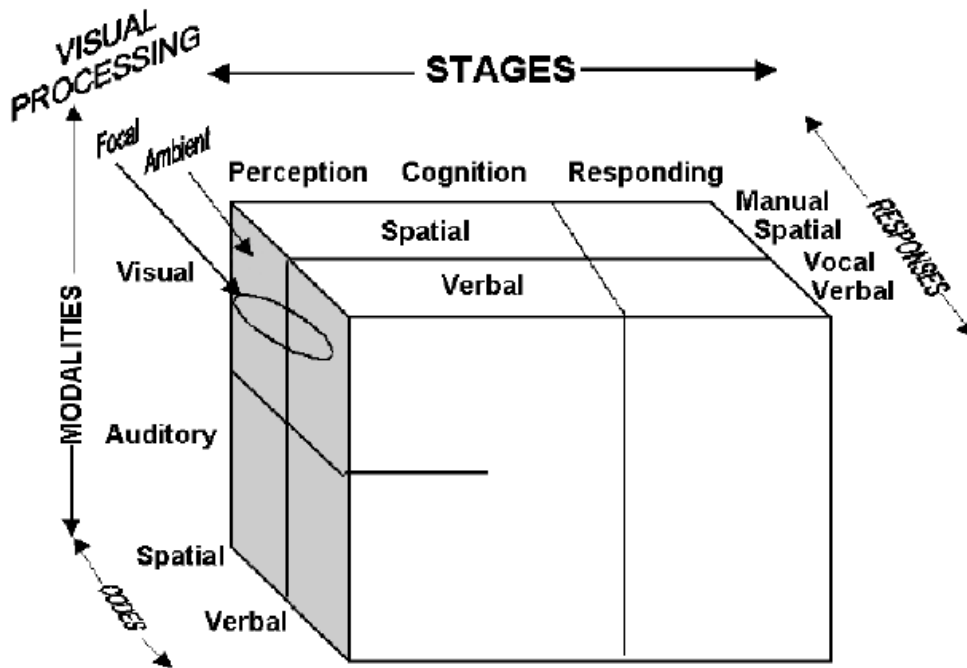 VISUAL
PROCESSING
STAGES
Focal
Ambient
Perception Cognition Responding
Manual
Spatial
Vocal
Verbal
RESPONSES
Spatial
Verbal
Visual
MODALITIES
Auditory
Spatial
Verbal
CODES